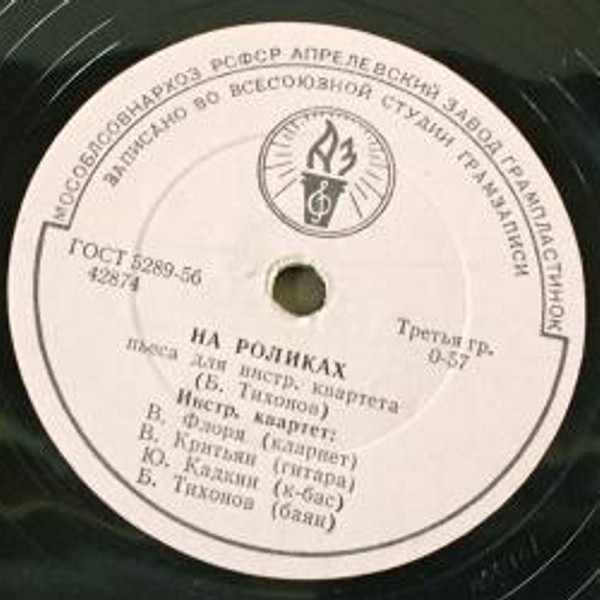 МОСОБЛСОВНАРХОЗ РСФСР АПРЕЛЕВСКИЙ ЗАВОД ГРАМПЛАСТИНОК
ЗАПИСАНО ВО ВСЕСОЮЗНОЙ СТУДИИ ГРАМЗАПИСИ
АЗ
ГОСТ 5289-56
42874
Третья гр.
0-57
НА РОЛИКАХ
пьеса для инстр. квартета
(Б. Тихонов)
Инстр. квартет:
В. Флоря (кларнет)
В. Критьян (гитара)
Ю. Кадкин (к-бас)
Б. Тихонов (баян)